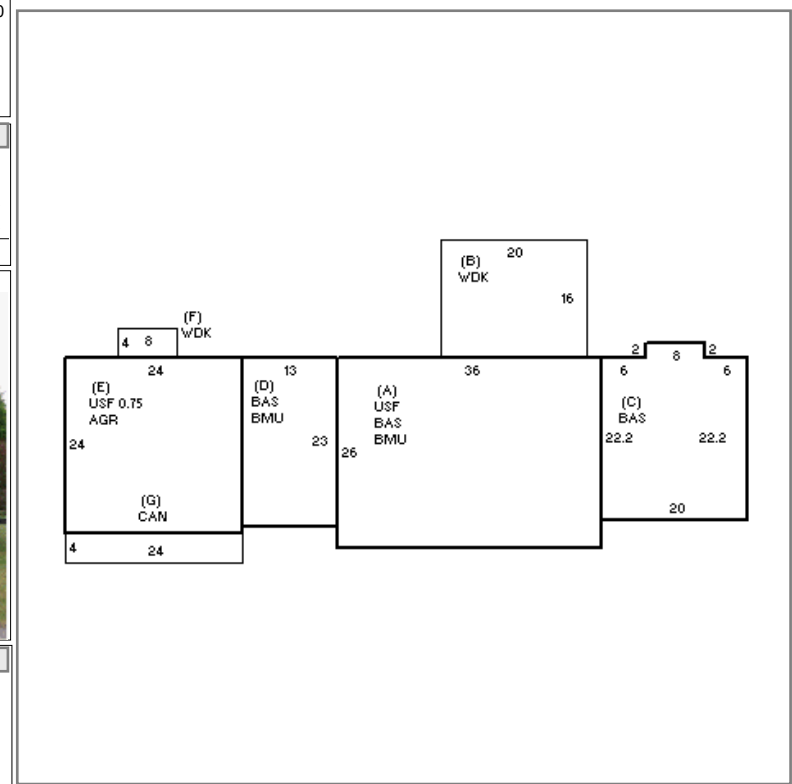 (B)
WDK
20
16
(F)
WDK
4 8
2 8 2
24
(E)
USF 0.75
AGR
24
(G)
CAN
4 24
13
(D)
BAS
BMU
23
36
(A)
USF
BAS
BMU
26
6 6
(C)
BAS
22.2 22.2
20